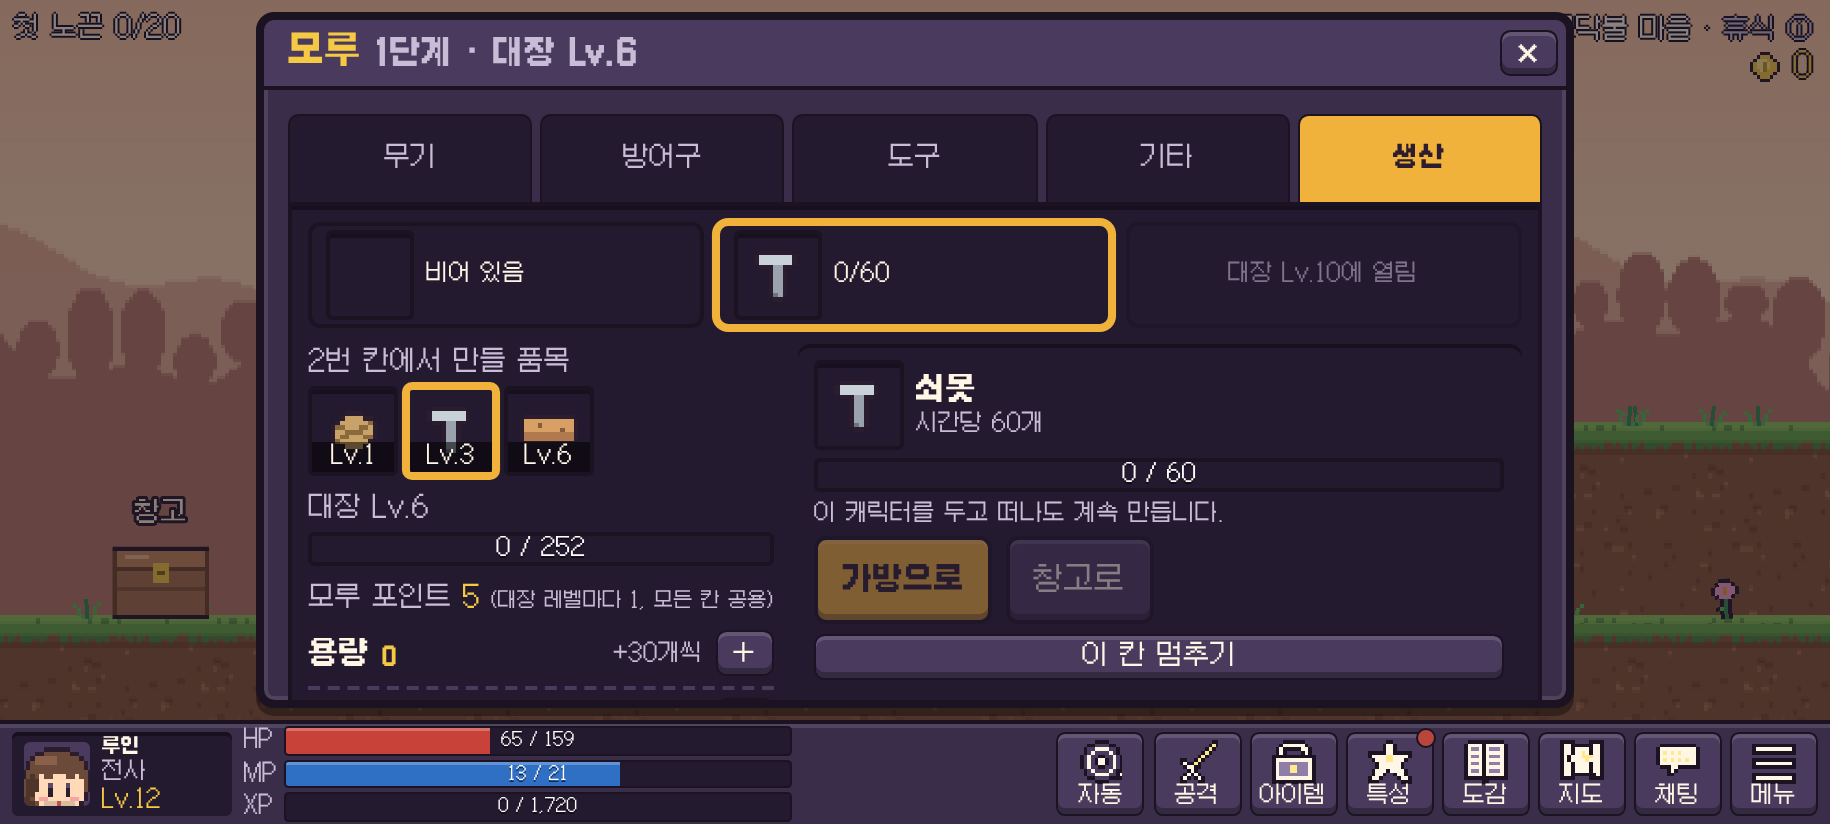 첫 노끈 0/20
모루 1단계 · 대장 Lv.6
닥불 마을 · 휴식
0
무기
방어구
도구
기타
생산
비어 있음
0/60
대장 Lv.10에 열림
2번 칸에서 만들 품목
Lv.1
Lv.3
Lv.6
쇠못
시간당 60개
0 / 60
이 캐릭터를 두고 떠나도 계속 만듭니다.
가방으로
창고로
이 칸 멈추기
대장 Lv.6
0 / 252
모루 포인트 5 (대장 레벨마다 1, 모든 칸 공용)
용량 0
+30개씩
+
창고
루인
전사
Lv.12
HP 65 / 159
MP 13 / 21
XP 0 / 1,720
자동
공격
아이템
특성
도감
지도
채팅
메뉴